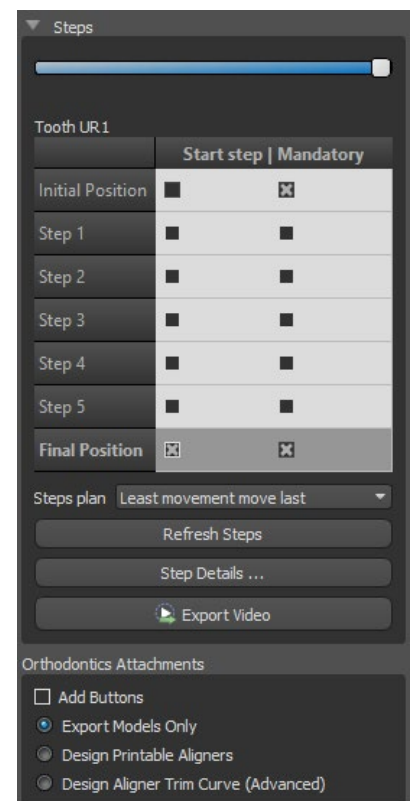 Steps
Tooth UR1
Start step | Mandatory
Initial Position
Step 1
Step 2
Step 3
Step 4
Step 5
Final Position
Steps plan Least movement move last
Refresh Steps
Step Details ...
Export Video
Orthodontics Attachments
Add Buttons
Export Models Only
Design Printable Aligners
Design Aligner Trim Curve (Advanced)